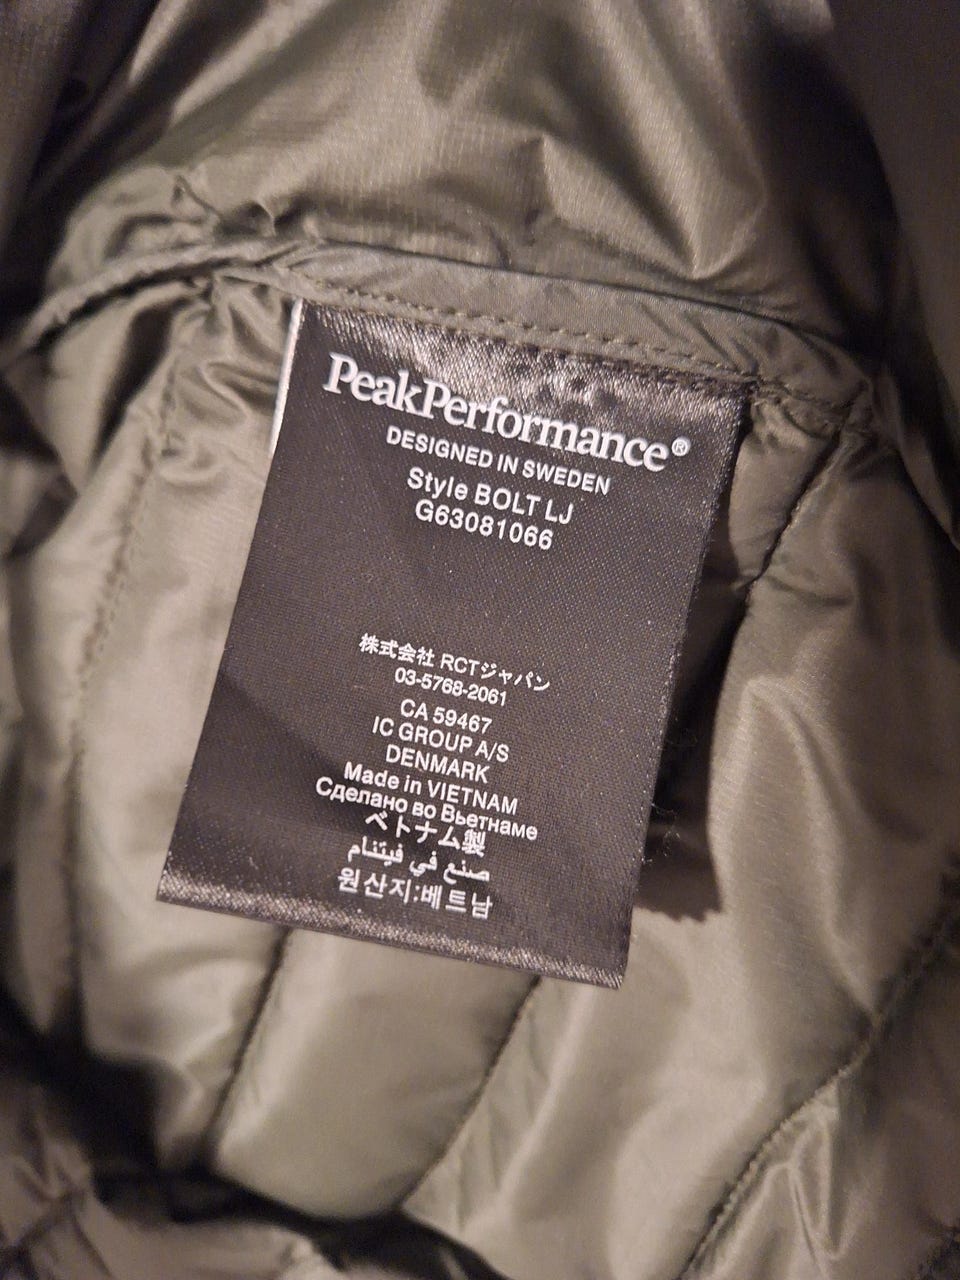 PeakPerformance®
DESIGNED IN SWEDEN
Style BOLT LJ
G63081066
株式会社 RCTジャパン
03-5768-2061
CA 59467
IC GROUP A/S
DENMARK
Made in VIETNAM
Сделано во Вьетнаме
ベトナム製
صنع في فيتنام
원산지:베트남